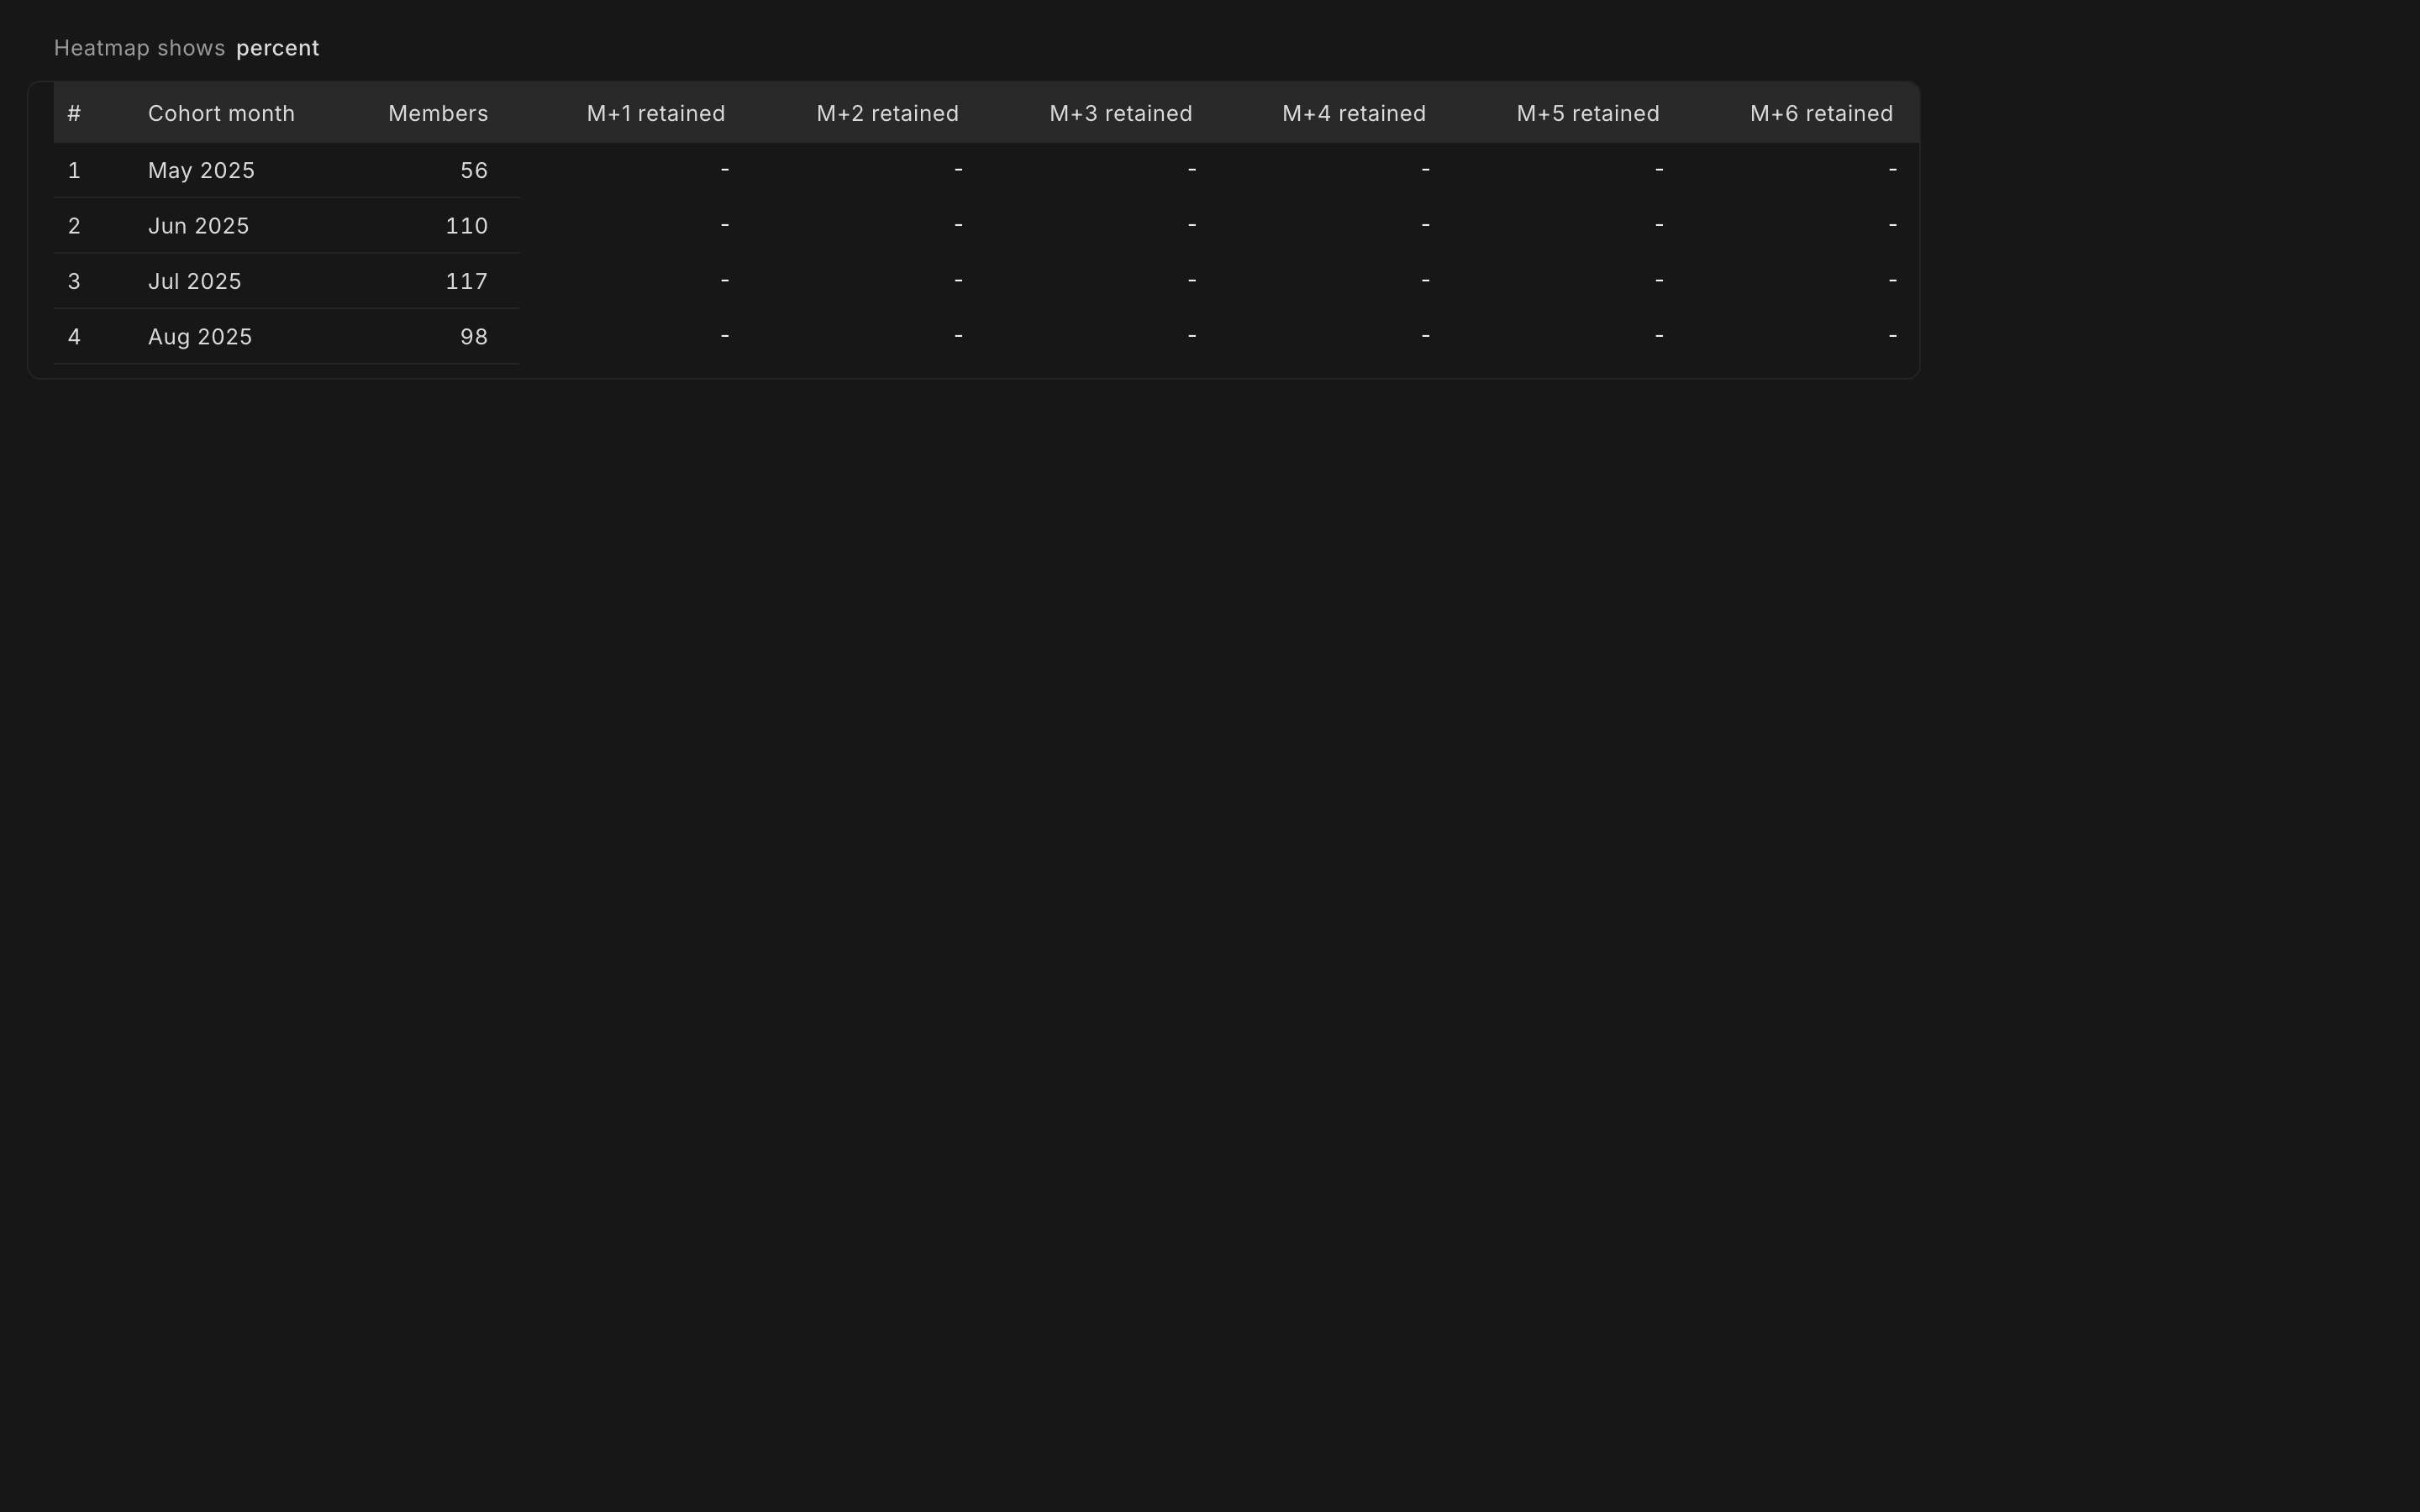 Heatmap shows percent
# Cohort month Members M+1 retained M+2 retained M+3 retained M+4 retained M+5 retained M+6 retained
1 May 2025 56 - - - - - -
2 Jun 2025 110 - - - - - -
3 Jul 2025 117 - - - - - -
4 Aug 2025 98 - - - - - -